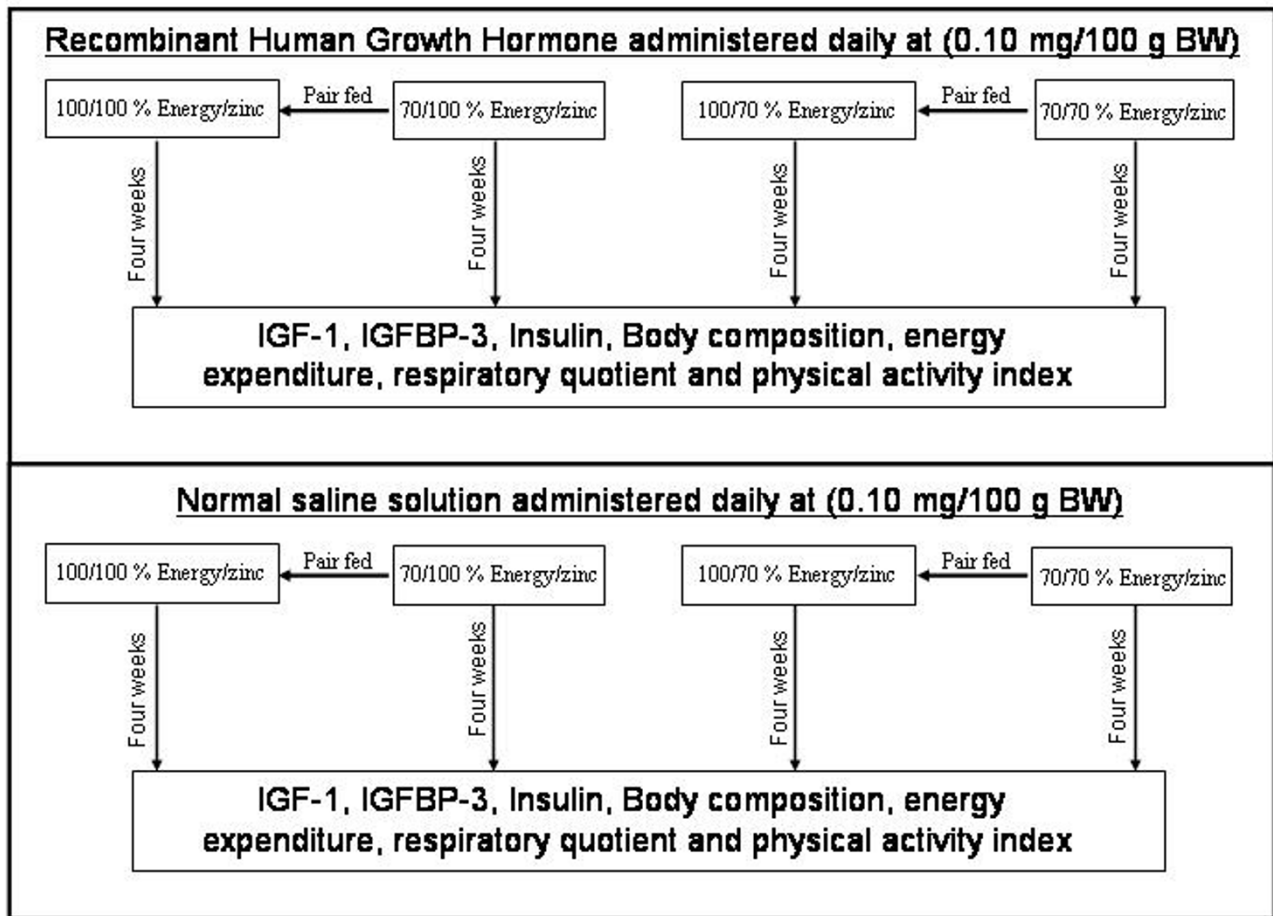 Recombinant Human Growth Hormone administered daily at (0.10 mg/100 g BW)
100/100 % Energy/zinc
Pair fed
70/100 % Energy/zinc
100/70 % Energy/zinc
Pair fed
70/70 % Energy/zinc
Four weeks
Four weeks
Four weeks
Four weeks
IGF-1, IGFBP-3, Insulin, Body composition, energy
expenditure, respiratory quotient and physical activity index
Normal saline solution administered daily at (0.10 mg/100 g BW)
100/100 % Energy/zinc
Pair fed
70/100 % Energy/zinc
100/70 % Energy/zinc
Pair fed
70/70 % Energy/zinc
Four weeks
Four weeks
Four weeks
Four weeks
IGF-1, IGFBP-3, Insulin, Body composition, energy
expenditure, respiratory quotient and physical activity index